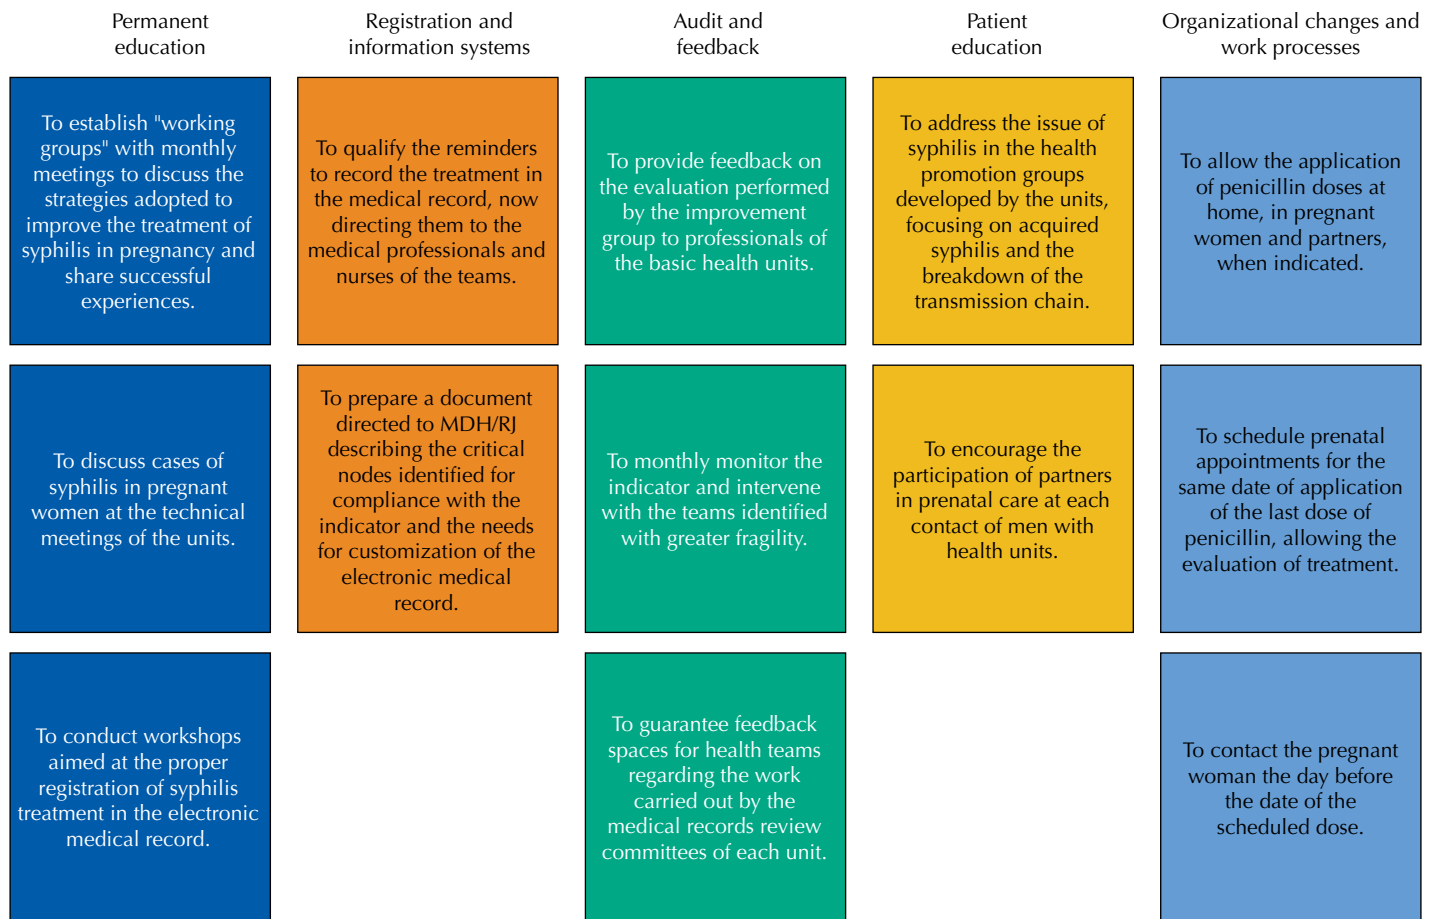 Permanent
education
Registration and
information systems
Audit and
feedback
Patient
education
Organizational changes and
work processes
To establish "working
groups" with monthly
meetings to discuss the
strategies adopted to
improve the treatment of
syphilis in pregnancy and
share successful
experiences.
To qualify the reminders
to record the treatment in
the medical record, now
directing them to the
medical professionals and
nurses of the teams.
To provide feedback on
the evaluation performed
by the improvement
group to professionals of
the basic health units.
To address the issue of
syphilis in the health
promotion groups
developed by the units,
focusing on acquired
syphilis and the
breakdown of the
transmission chain.
To allow the application
of penicillin doses at
home, in pregnant
women and partners,
when indicated.
To discuss cases of
syphilis in pregnant
women at the technical
meetings of the units.
To prepare a document
directed to MDH/RJ
describing the critical
nodes identified for
compliance with the
indicator and the needs
for customization of the
electronic medical
record.
To monthly monitor the
indicator and intervene
with the teams identified
with greater fragility.
To encourage the
participation of partners
in prenatal care at each
contact of men with
health units.
To schedule prenatal
appointments for the
same date of application
of the last dose of
penicillin, allowing the
evaluation of treatment.
To conduct workshops
aimed at the proper
registration of syphilis
treatment in the electronic
medical record.
To guarantee feedback
spaces for health teams
regarding the work
carried out by the
medical records review
committees of each unit.
To contact the pregnant
woman the day before
the date of the
scheduled dose.